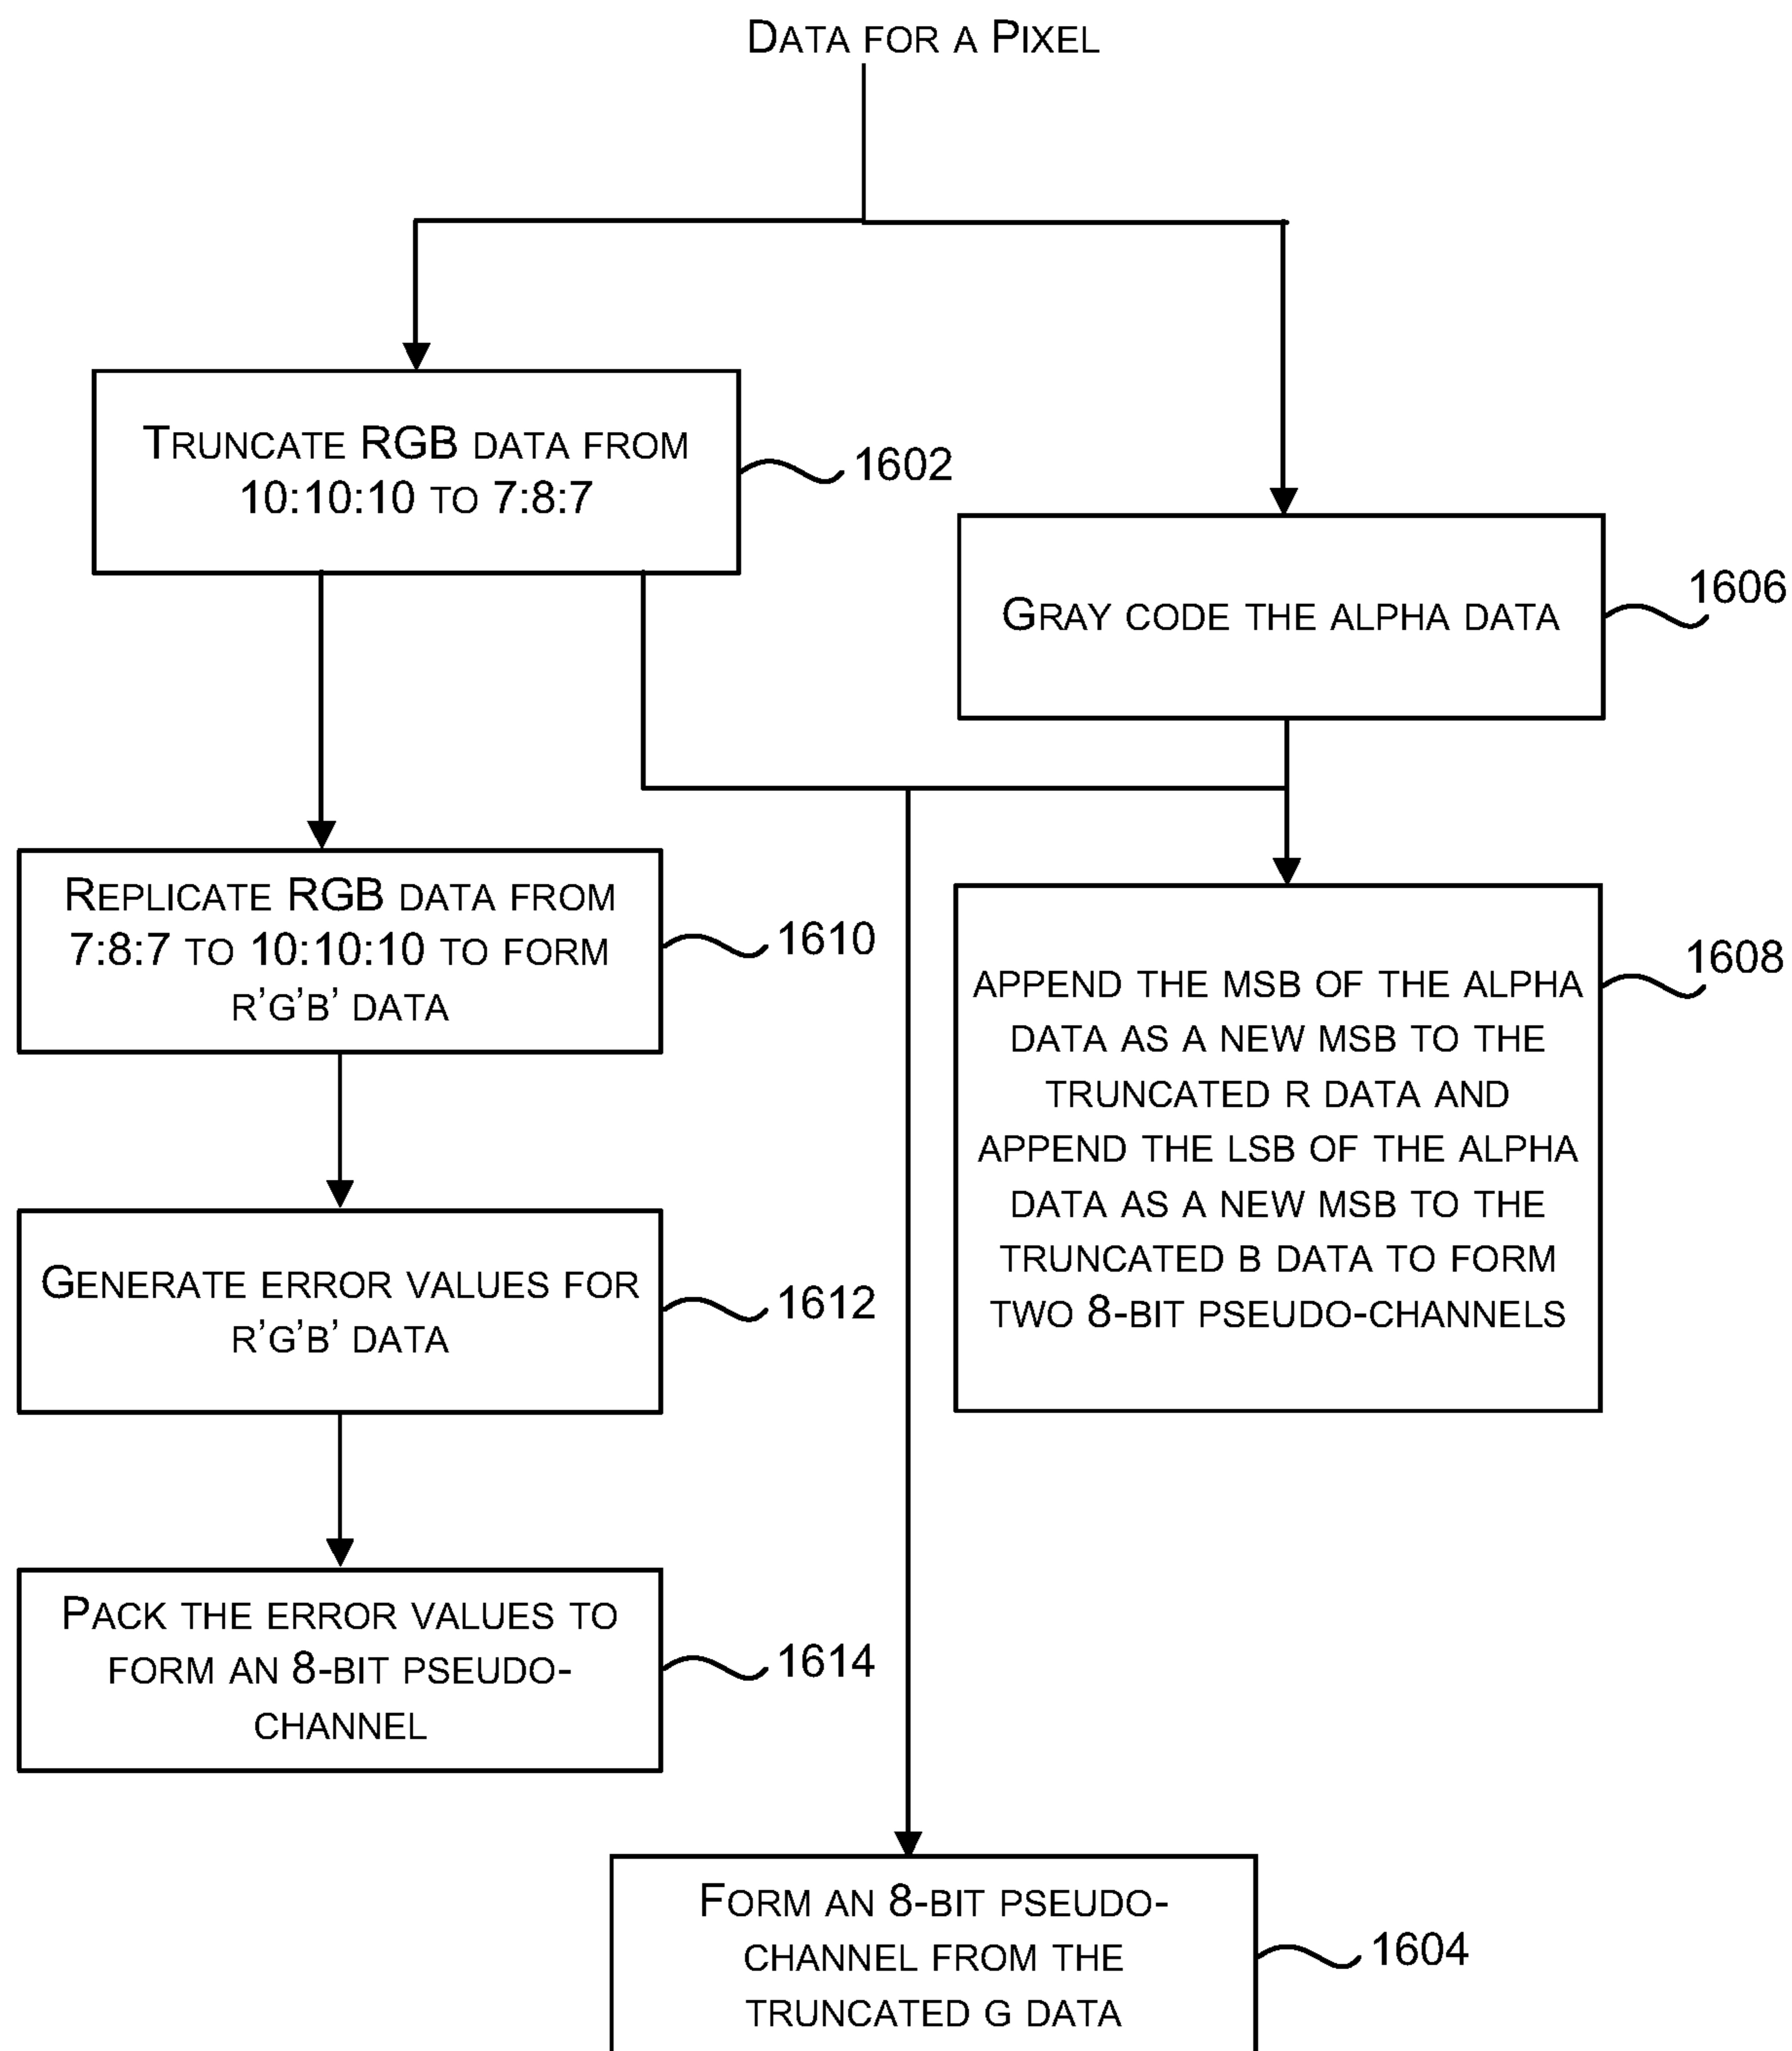 DATA FOR A PIXEL
TRUNCATE RGB DATA FROM
10:10:10 TO 7:8:7
1602
GRAY CODE THE ALPHA DATA
1606
REPLICATE RGB DATA FROM
7:8:7 TO 10:10:10 TO FORM
R'G'B' DATA
1610
APPEND THE MSB OF THE ALPHA
DATA AS A NEW MSB TO THE
TRUNCATED R DATA AND
APPEND THE LSB OF THE ALPHA
DATA AS A NEW MSB TO THE
TRUNCATED B DATA TO FORM
TWO 8-BIT PSEUDO-CHANNELS
1608
GENERATE ERROR VALUES FOR
R'G'B' DATA
1612
PACK THE ERROR VALUES TO
FORM AN 8-BIT PSEUDO-
CHANNEL
1614
FORM AN 8-BIT PSEUDO-
CHANNEL FROM THE
TRUNCATED G DATA
1604